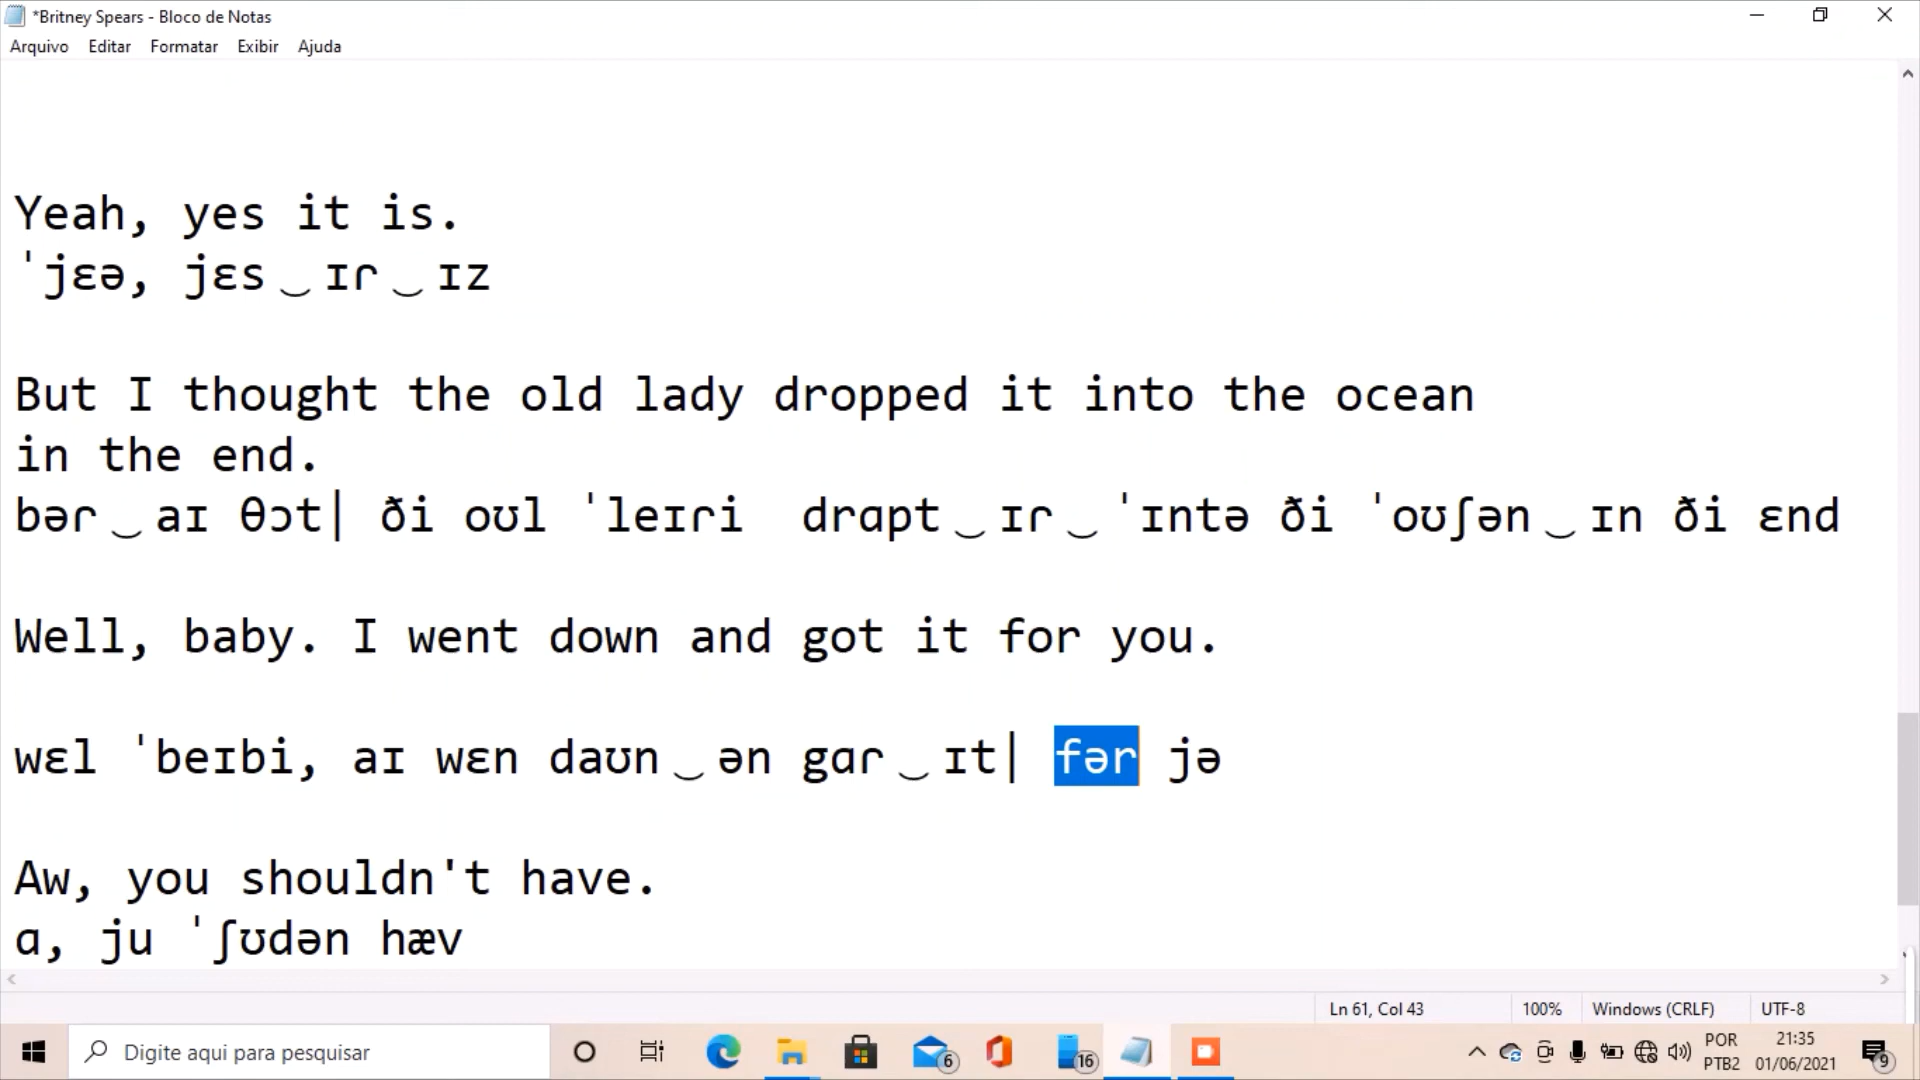 *Britney Spears - Bloco de Notas
Arquivo Editar Formatar Exibir Ajuda
Yeah, yes it is.
ˈjɛə, jɛs‿ɪɾ‿ɪz
But I thought the old lady dropped it into the ocean
in the end.
bəɾ‿aɪ θɔt| ði oʊl ˈleɪɾi  drɑpt‿ɪɾ‿ˈɪntə ði ˈoʊʃən‿ɪn ði ɛnd
Well, baby. I went down and got it for you.
wɛl ˈbeɪbi, aɪ wɛn daʊn‿ən gɑɾ‿ɪt| fər jə
Aw, you shouldn't have.
ɑ, ju ˈʃʊdən hæv
Ln 61, Col 43 100% Windows (CRLF) UTF-8
Digite aqui para pesquisar 6 16 POR 21:35
PTB2 01/06/2021 9